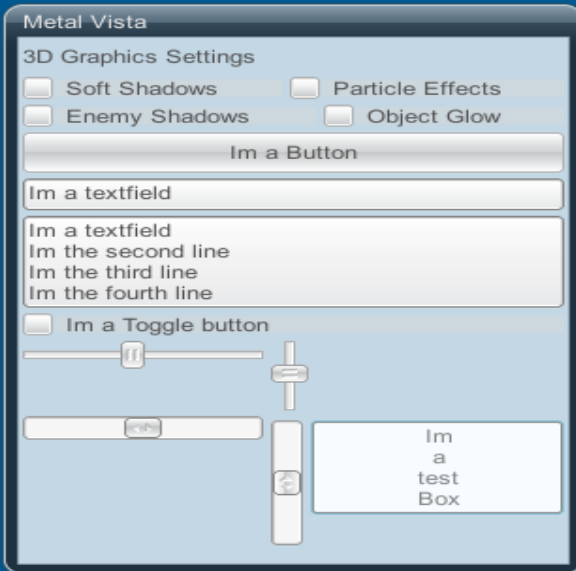 Metal Vista
3D Graphics Settings
Soft Shadows Particle Effects
Enemy Shadows Object Glow
Im a Button
Im a textfield
Im a textfield
Im the second line
Im the third line
Im the fourth line
Im a Toggle button
Im
a
test
Box